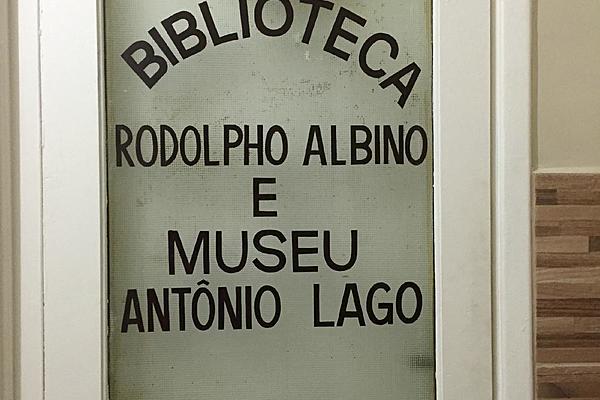 BIBLIOTECA
RODOLPHO ALBINO
E
MUSEU
ANTÔNIO LAGO